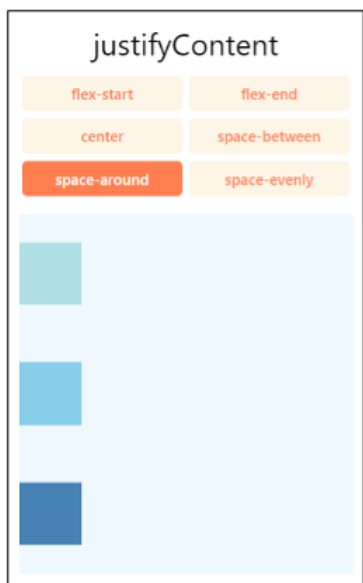 justifyContent
flex-start flex-end
center space-between
space-around space-evenly